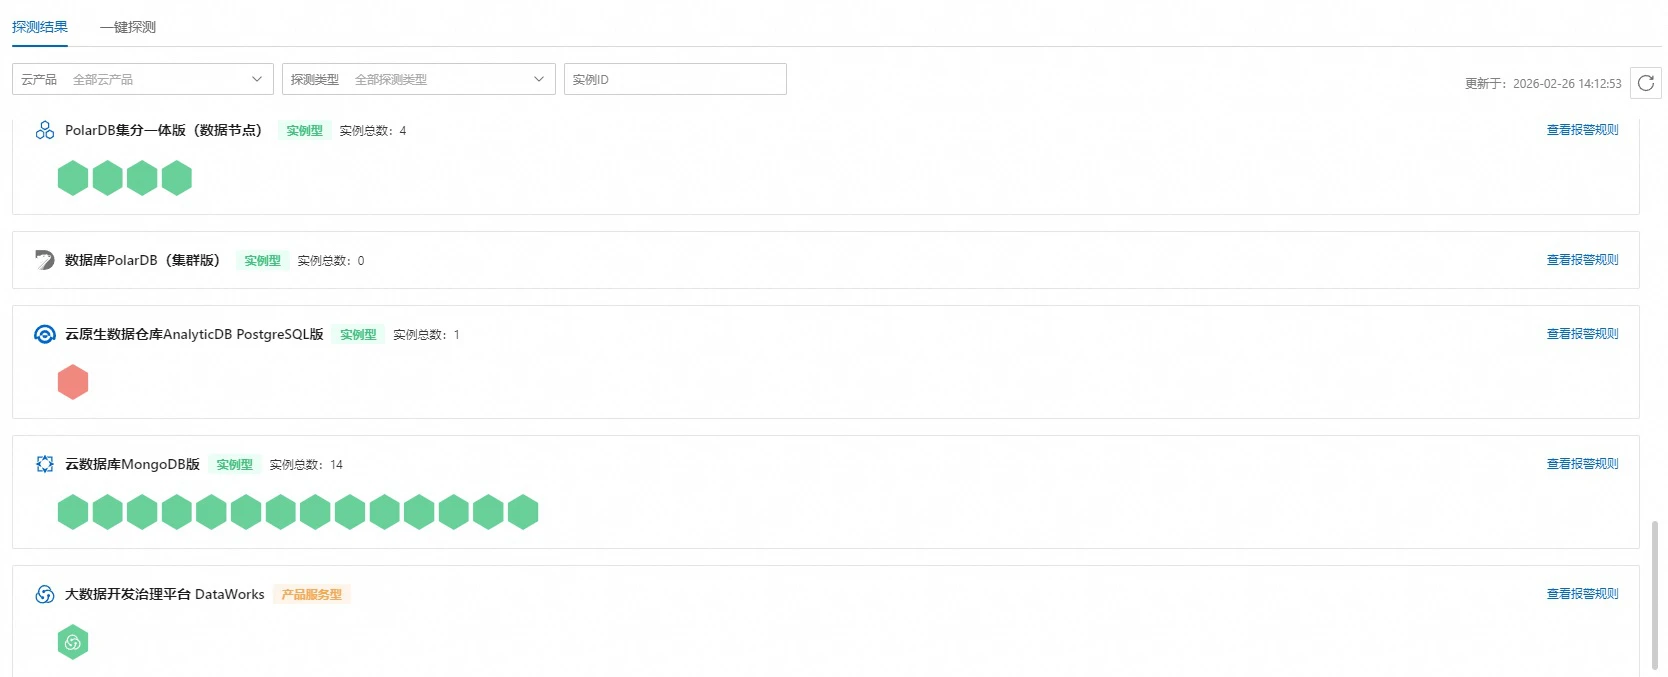 探测结果 一键探测
云产品 全部云产品 探测类型 全部探测类型 实例ID 更新于：2026-02-26 14:12:53
PolarDB集分一体版（数据节点） 实例型 实例总数：4 查看报警规则
数据库PolarDB（集群版） 实例型 实例总数：0 查看报警规则
云原生数据仓库AnalyticDB PostgreSQL版 实例型 实例总数：1 查看报警规则
云数据库MongoDB版 实例型 实例总数：14 查看报警规则
大数据开发治理平台 DataWorks 产品服务型 查看报警规则